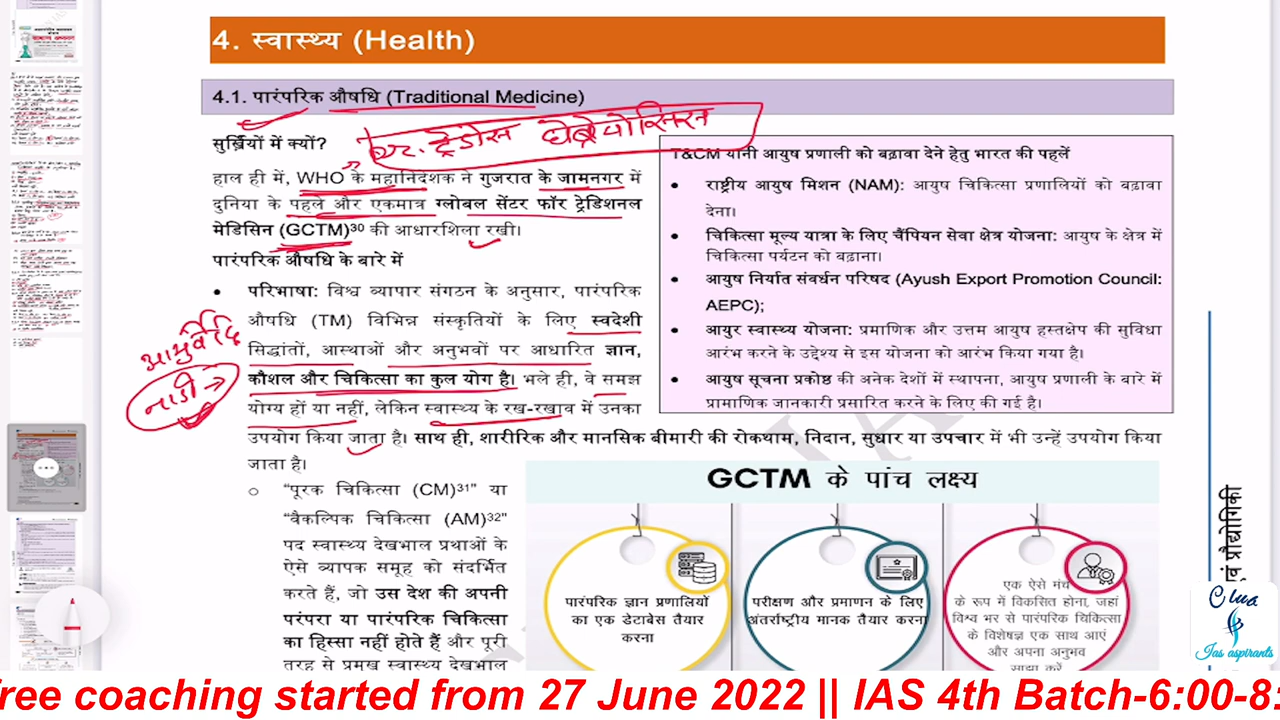 4. स्वास्थ्य (Health)
4.1. पारंपरिक औषधि (Traditional Medicine)
सुर्ख़ियों में क्यों?
डॉ. ट्रेडोस घेब्रेयोसिस
हाल ही में, WHO के महानिदेशक ने गुजरात के जामनगर में
दुनिया के पहले और एकमात्र ग्लोबल सेंटर फॉर ट्रेडिशनल
मेडिसिन (GCTM)30 की आधारशिला रखी।
पारंपरिक औषधि के बारे में
• परिभाषा: विश्व व्यापार संगठन के अनुसार, पारंपरिक
औषधि (TM) विभिन्न संस्कृतियों के लिए स्वदेशी
सिद्धांतों, आस्थाओं और अनुभवों पर आधारित ज्ञान,
कौशल और चिकित्सा का कुल योग है। भले ही, वे समझ
योग्य हों या नहीं, लेकिन स्वास्थ्य के रख-रखाव में उनका
उपयोग किया जाता है। साथ ही, शारीरिक और मानसिक बीमारी की रोकथाम, निदान, सुधार या उपचार में भी उन्हें उपयोग किया
जाता है।
आयुर्वेद
नाडी
T&CM यानी आयुष प्रणाली को बढ़ावा देने हेतु भारत की पहलें
• राष्ट्रीय आयुष मिशन (NAM): आयुष चिकित्सा प्रणालियों को बढ़ावा
देना।
• चिकित्सा मूल्य यात्रा के लिए चैंपियन सेवा क्षेत्र योजना: आयुष के क्षेत्र में
चिकित्सा पर्यटन को बढ़ाना।
• आयुष निर्यात संवर्धन परिषद (Ayush Export Promotion Council:
AEPC);
• आयुर स्वास्थ्य योजना: प्रमाणिक और उत्तम आयुष हस्तक्षेप की सुविधा
आरंभ करने के उद्देश्य से इस योजना को आरंभ किया गया है।
• आयुष सूचना प्रकोष्ठ की अनेक देशों में स्थापना, आयुष प्रणाली के बारे में
प्रामाणिक जानकारी प्रसारित करने के लिए की गई है।
○ "पूरक चिकित्सा (CM)31" या
"वैकल्पिक चिकित्सा (AM)32"
पद स्वास्थ्य देखभाल प्रथाओं के
ऐसे व्यापक समूह को संदर्भित
करते हैं, जो उस देश की अपनी
परंपरा या पारंपरिक चिकित्सा
का हिस्सा नहीं होते हैं और पूरी
तरह से प्रमुख स्वास्थ्य देखभाल
GCTM के पांच लक्ष्य
पारंपरिक ज्ञान प्रणालियों
का एक डेटाबेस तैयार
करना
परीक्षण और प्रमाणन के लिए
अंतर्राष्ट्रीय मानक तैयार करना
एक ऐसे मंच
के रूप में विकसित होना, जहां
विश्व भर से पारंपरिक चिकित्सा
के विशेषज्ञ एक साथ आएं
और अपना अनुभव
साझा करें
एवं प्रौद्योगिकी
Clue
Ias aspirants
free coaching started from 27 June 2022 || IAS 4th Batch-6:00-8: